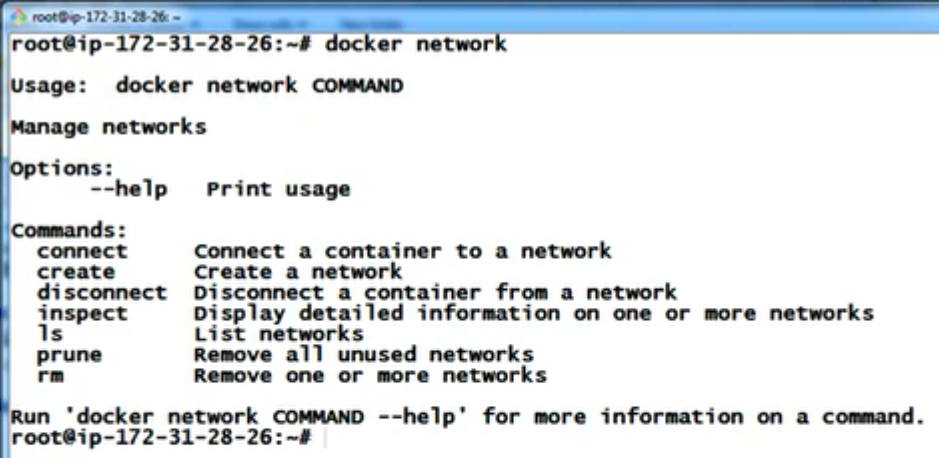 root@ip-172-31-28-26: ~
root@ip-172-31-28-26:~# docker network
Usage:  docker network COMMAND
Manage networks
Options:
      --help   Print usage
Commands:
  connect     Connect a container to a network
  create      Create a network
  disconnect  Disconnect a container from a network
  inspect     Display detailed information on one or more networks
  ls          List networks
  prune       Remove all unused networks
  rm          Remove one or more networks
Run 'docker network COMMAND --help' for more information on a command.
root@ip-172-31-28-26:~#